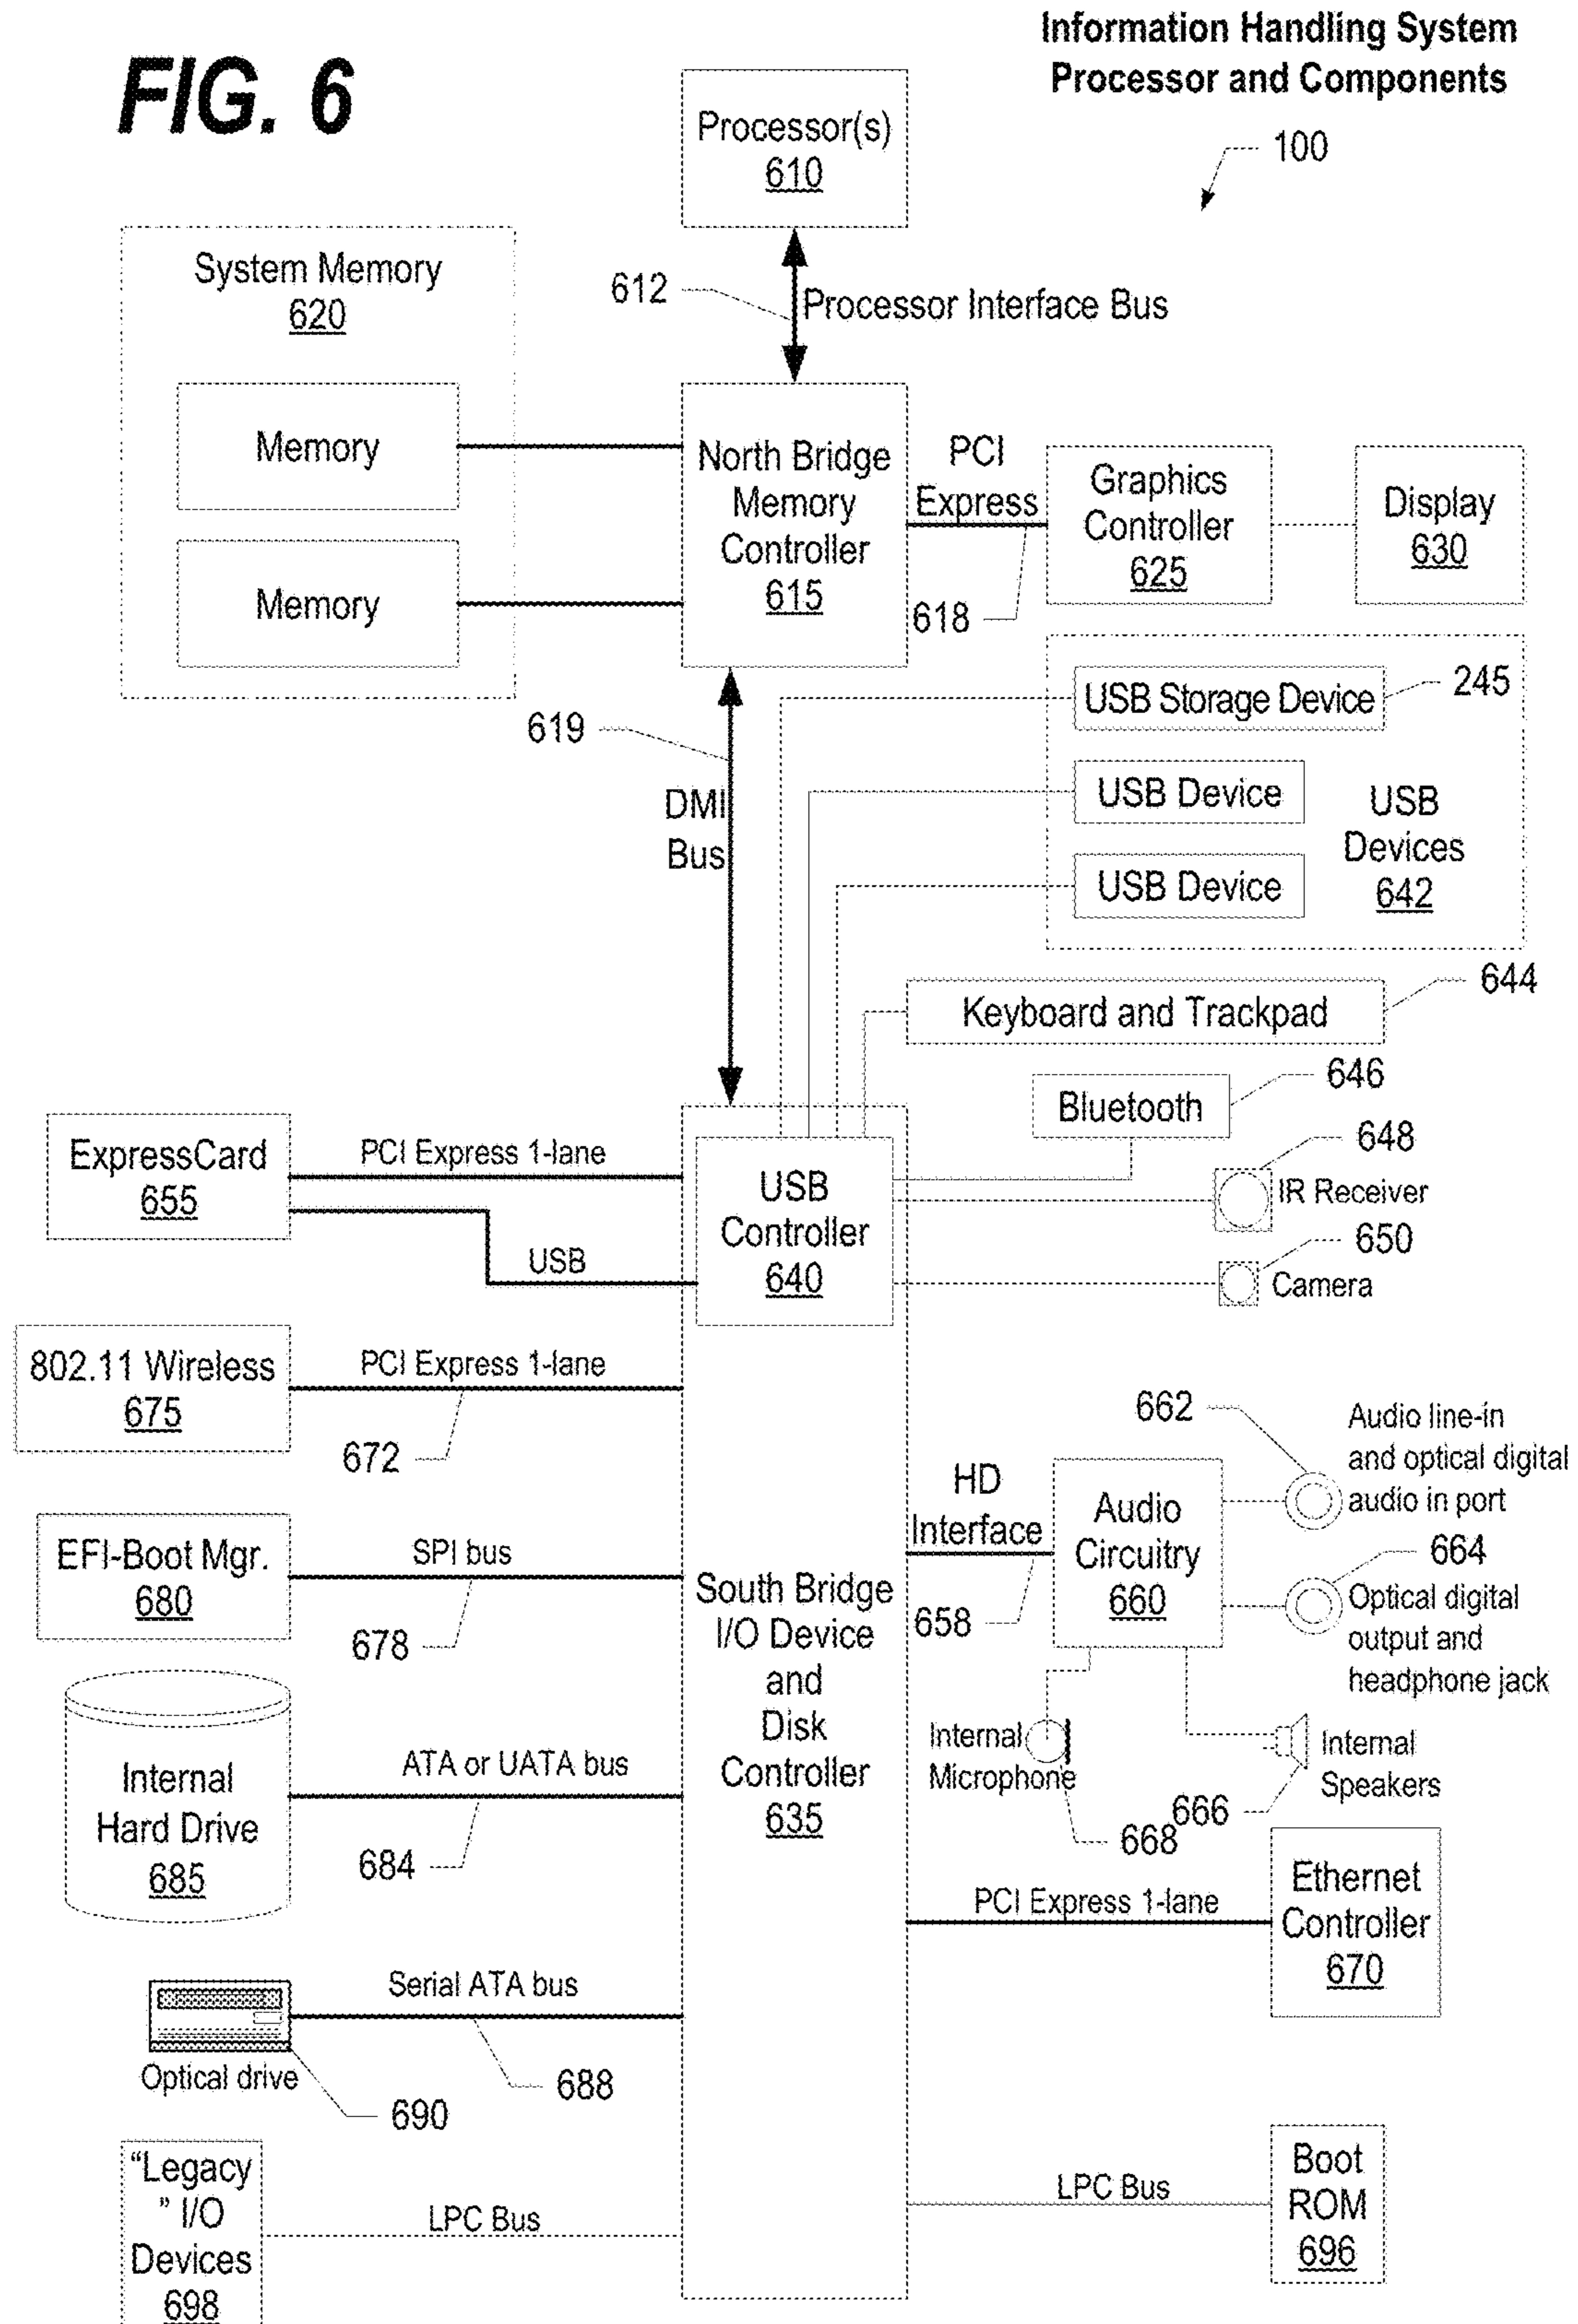 Information Handling System
Processor and Components
FIG. 6
100
Processor(s)
610
System Memory
620
612
Processor Interface Bus
Memory
Memory
North Bridge
Memory
Controller
615
PCI
Express
618
Graphics
Controller
625
Display
630
619
DMI
Bus
USB Storage Device
245
USB Device
USB Device
USB
Devices
642
Keyboard and Trackpad
644
Bluetooth
646
648
IR Receiver
650
Camera
ExpressCard
655
PCI Express 1-lane
USB
USB
Controller
640
802.11 Wireless
675
PCI Express 1-lane
672
662
Audio line-in
and optical digital
audio in port
HD
Interface
658
Audio
Circuitry
660
664
Optical digital
output and
headphone jack
EFI-Boot Mgr.
680
SPI bus
678
South Bridge
I/O Device
and
Disk
Controller
635
Internal
Microphone
668
Internal
Speakers
666
Internal
Hard Drive
685
ATA or UATA bus
684
PCI Express 1-lane
Ethernet
Controller
670
Serial ATA bus
688
Optical drive
690
“Legacy
” I/O
Devices
698
LPC Bus
LPC Bus
Boot
ROM
696